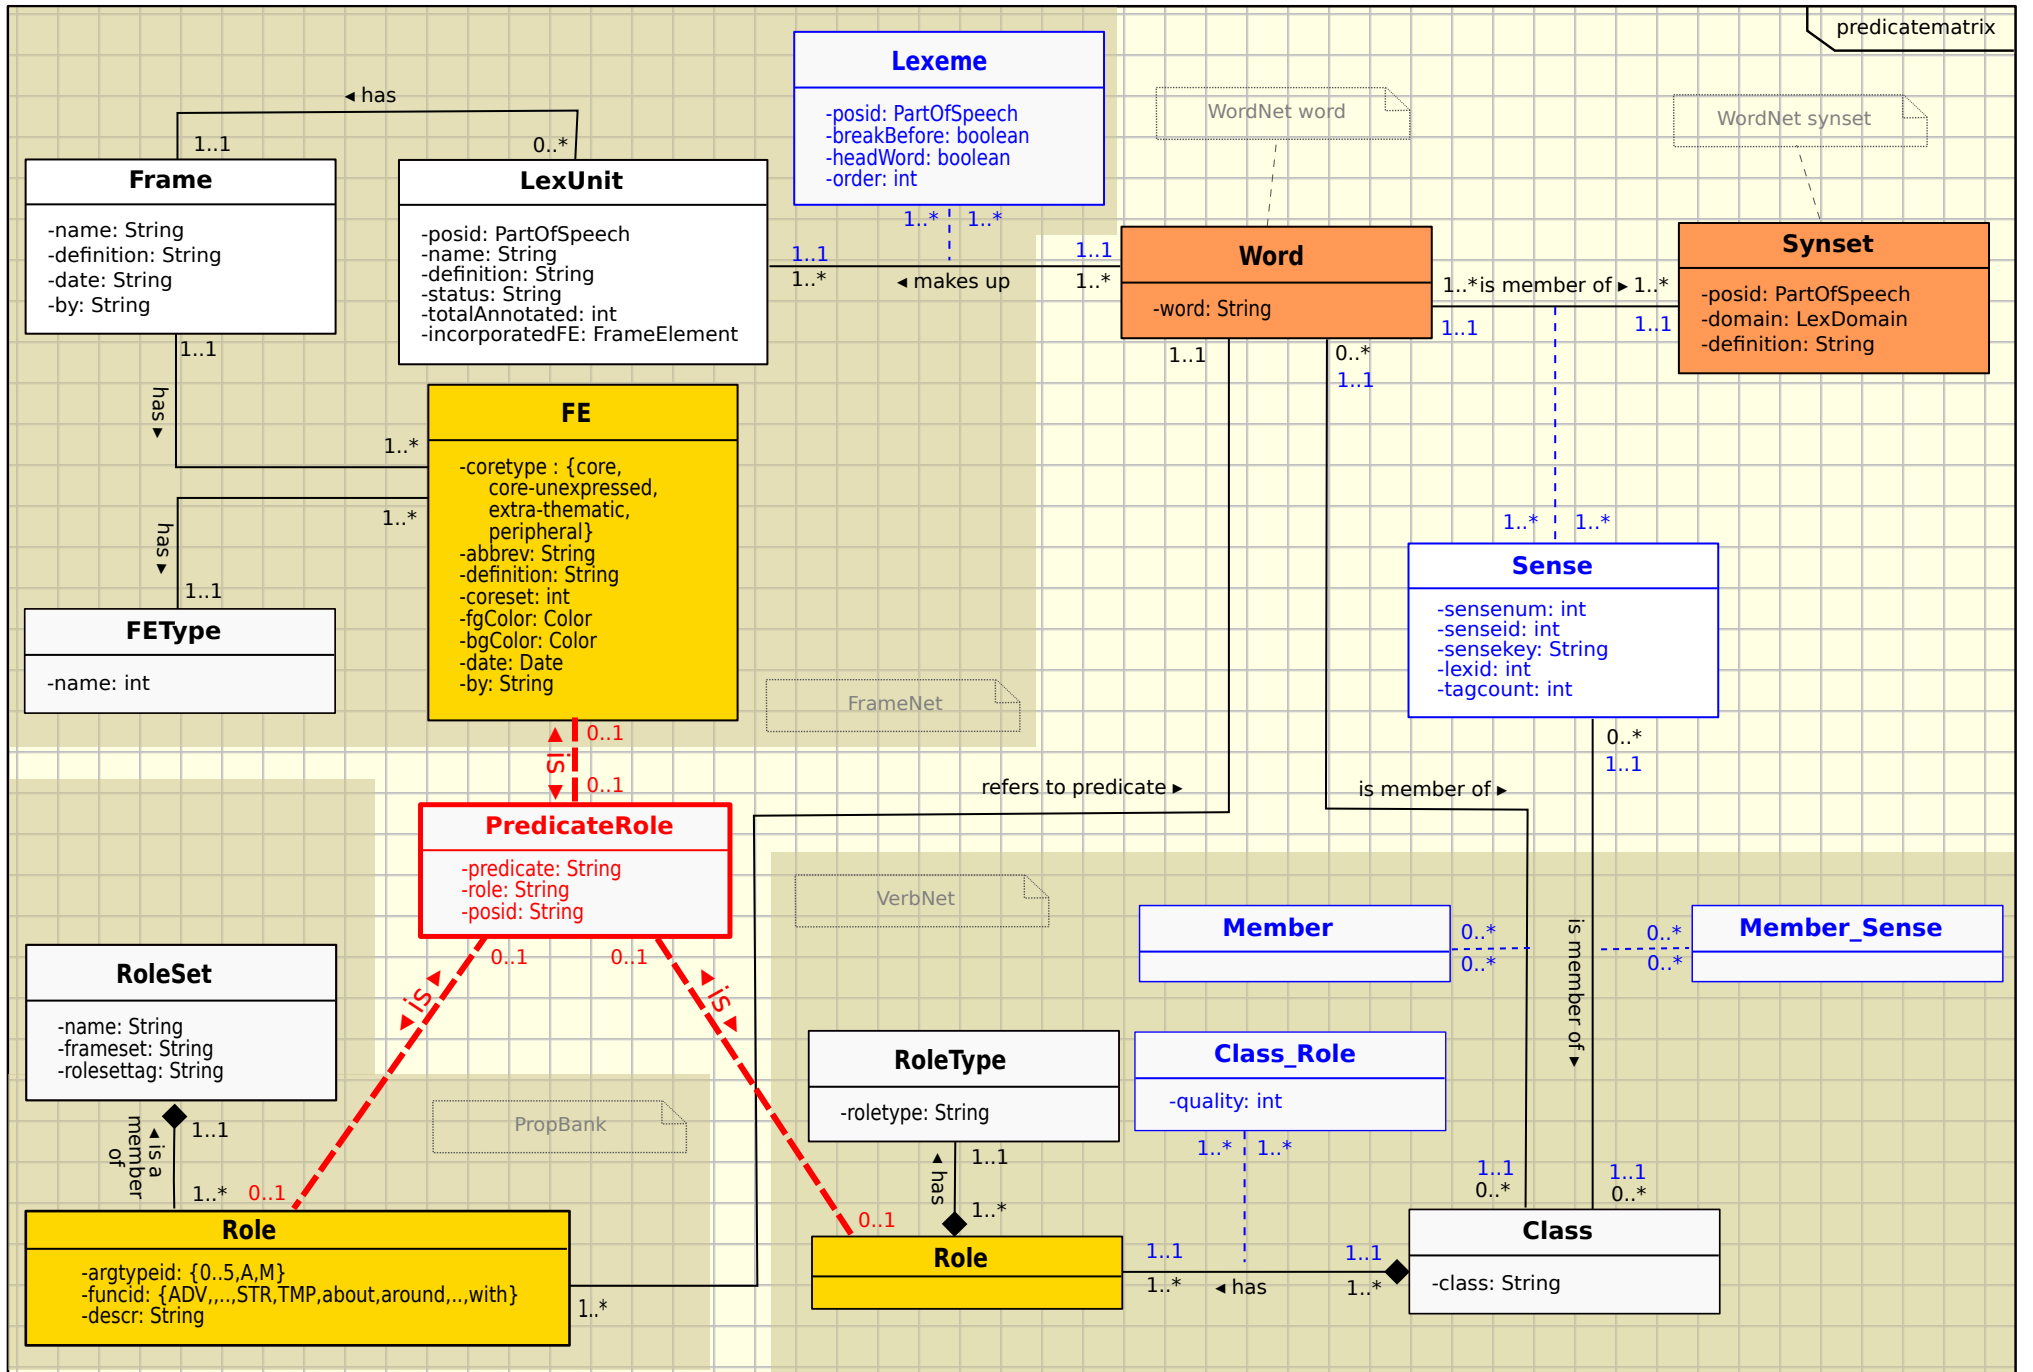 predicatematrix
◂ has
1..1
0..*
Frame
-name: String
-definition: String
-date: String
-by: String
LexUnit
-posid: PartOfSpeech
-name: String
-definition: String
-status: String
-totalAnnotated: int
-incorporatedFE: FrameElement
Lexeme
-posid: PartOfSpeech
-breakBefore: boolean
-headWord: boolean
-order: int
1..* 1..*
1..1
1..*
◂ makes up
1..1
1..*
WordNet word
WordNet synset
Word
-word: String
1..* is member of ▸ 1..*
1..1
1..1
Synset
-posid: PartOfSpeech
-domain: LexDomain
-definition: String
1..1
has ▸
1..*
1..*
has ▸
1..1
FEType
-name: int
FE
-coretype : {core,
core-unexpressed,
extra-thematic,
peripheral}
-abbrev: String
-definition: String
-coreset: int
-fgColor: Color
-bgColor: Color
-date: Date
-by: String
FrameNet
1..1
0..*
1..1
1..* 1..*
Sense
-sensenum: int
-senseid: int
-sensekey: String
-lexid: int
-tagcount: int
0..*
1..1
0..1
◂ is ▸
0..1
refers to predicate ▸
is member of ▸
PredicateRole
-predicate: String
-role: String
-posid: String
0..1
0..1
◂ is ▸
◂ is ▸
VerbNet
Member
0..*
0..*
is member of ▸
0..*
0..*
Member_Sense
RoleSet
-name: String
-frameset: String
-rolesettag: String
1..1
◂ is a
member
of
1..*
0..1
PropBank
Role
-argtypeid: {0..5,A,M}
-funcid: {ADV,,..,STR,TMP,about,around,..,with}
-descr: String
1..*
RoleType
-roletype: String
1..1
◂ has
1..*
0..1
Role
Class_Role
-quality: int
1..* 1..*
1..1
1..*
◂ has
1..1
1..*
1..1
0..*
1..1
0..*
Class
-class: String